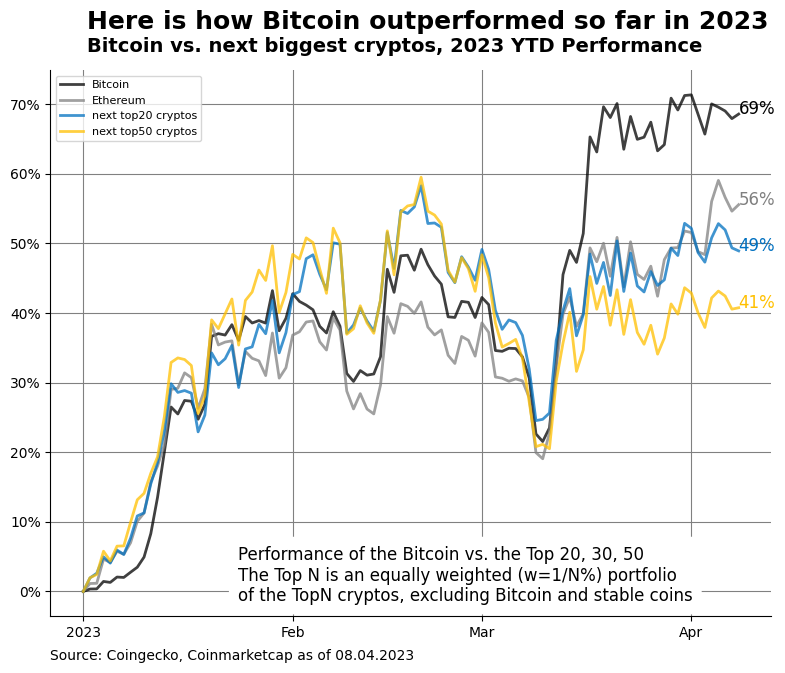 Here is how Bitcoin outperformed so far in 2023
Bitcoin vs. next biggest cryptos, 2023 YTD Performance
Bitcoin
Ethereum
next top20 cryptos
next top50 cryptos
70%
60%
50%
40%
30%
20%
10%
0%
69%
56%
49%
41%
Performance of the Bitcoin vs. the Top 20, 30, 50
The Top N is an equally weighted (w=1/N%) portfolio
of the TopN cryptos, excluding Bitcoin and stable coins
2023 Feb Mar Apr
Source: Coingecko, Coinmarketcap as of 08.04.2023